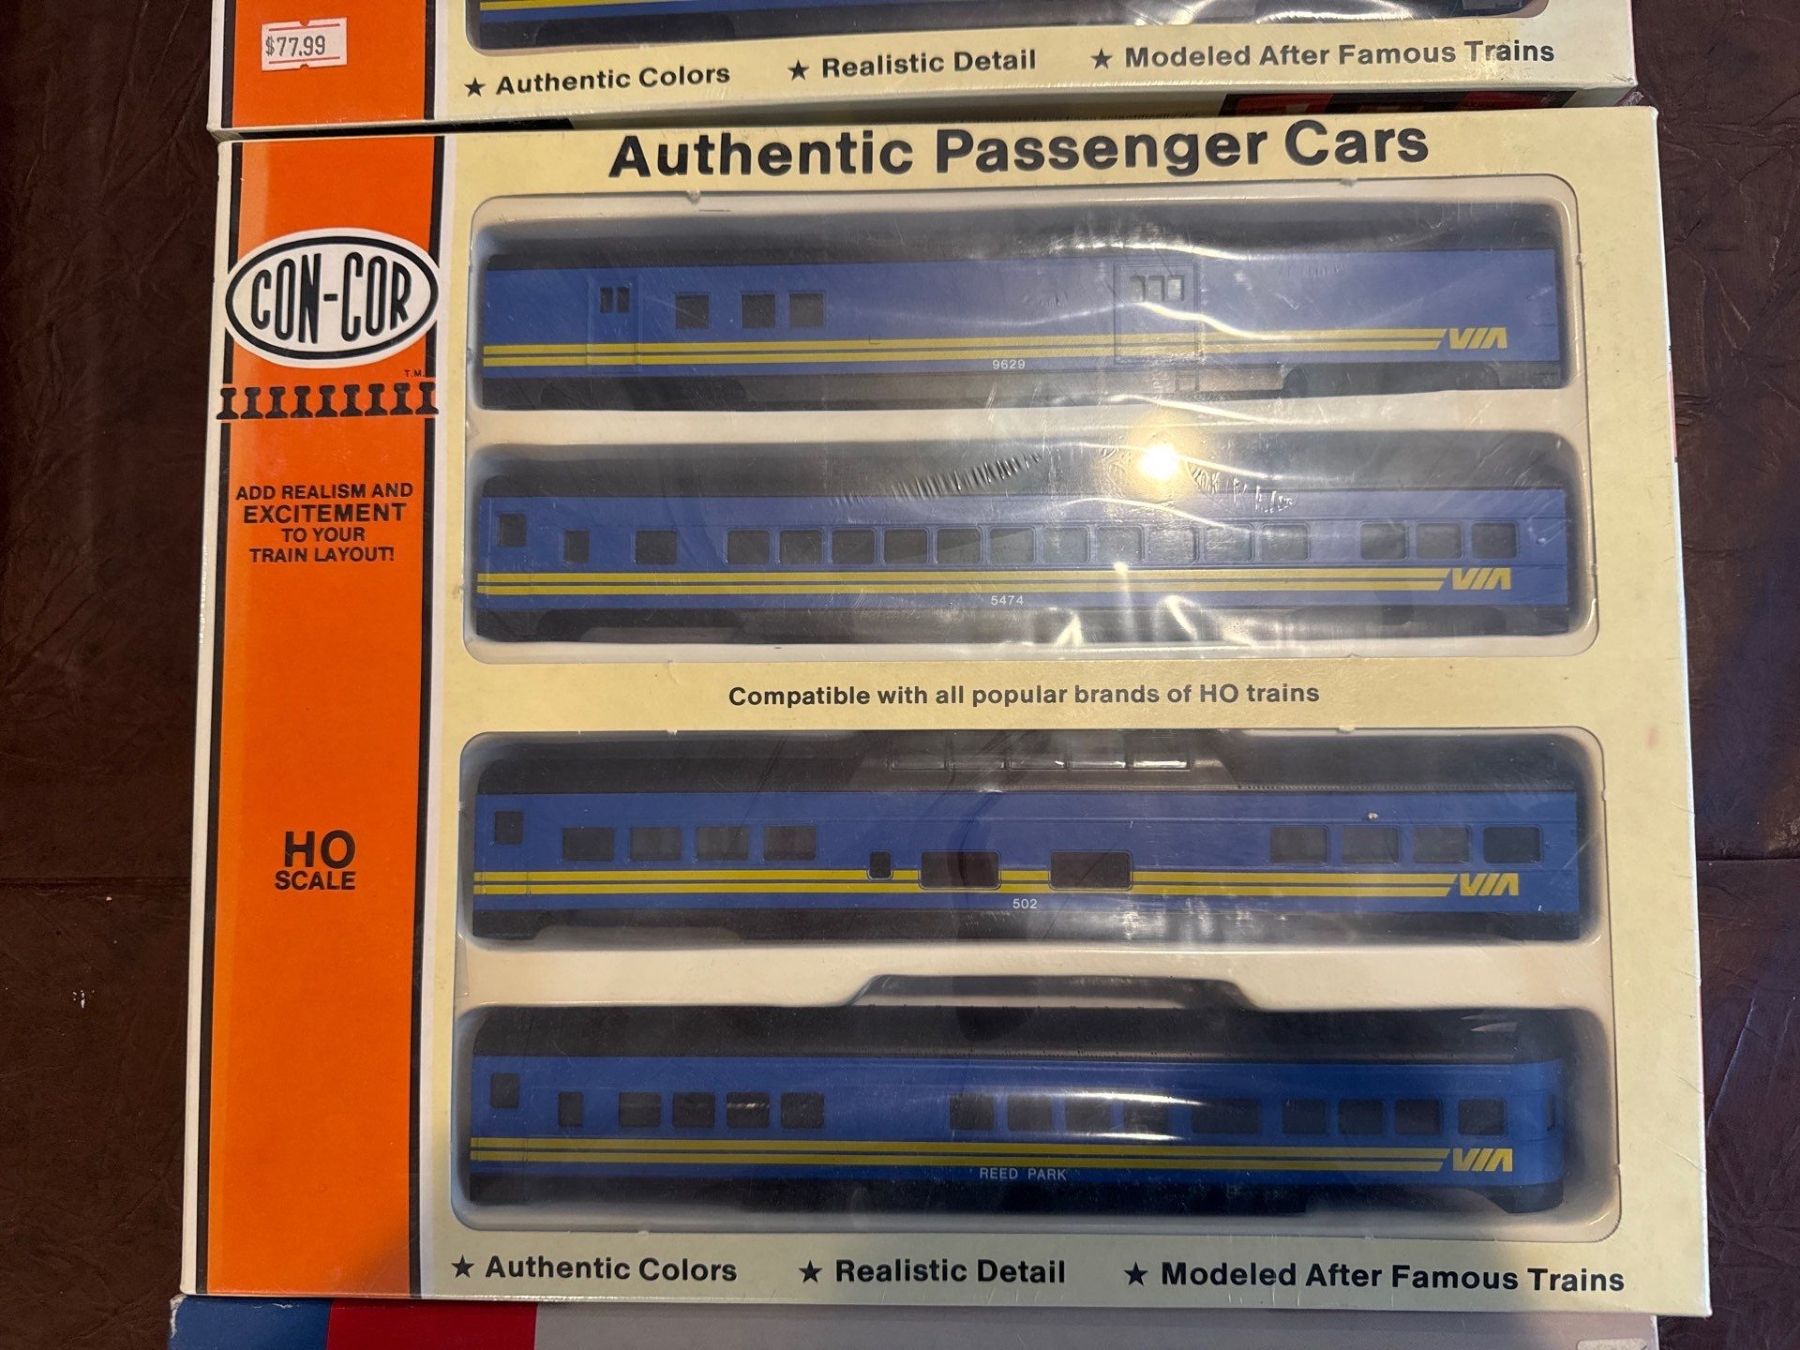 $77.99
★ Authentic Colors ★ Realistic Detail ★ Modeled After Famous Trains
Authentic Passenger Cars
CON-COR
T.M.
ADD REALISM AND
EXCITEMENT
TO YOUR
TRAIN LAYOUT!
HO
SCALE
VIA
9629
VIA
5474
Compatible with all popular brands of HO trains
VIA
502
VIA
REED PARK
★ Authentic Colors ★ Realistic Detail ★ Modeled After Famous Trains